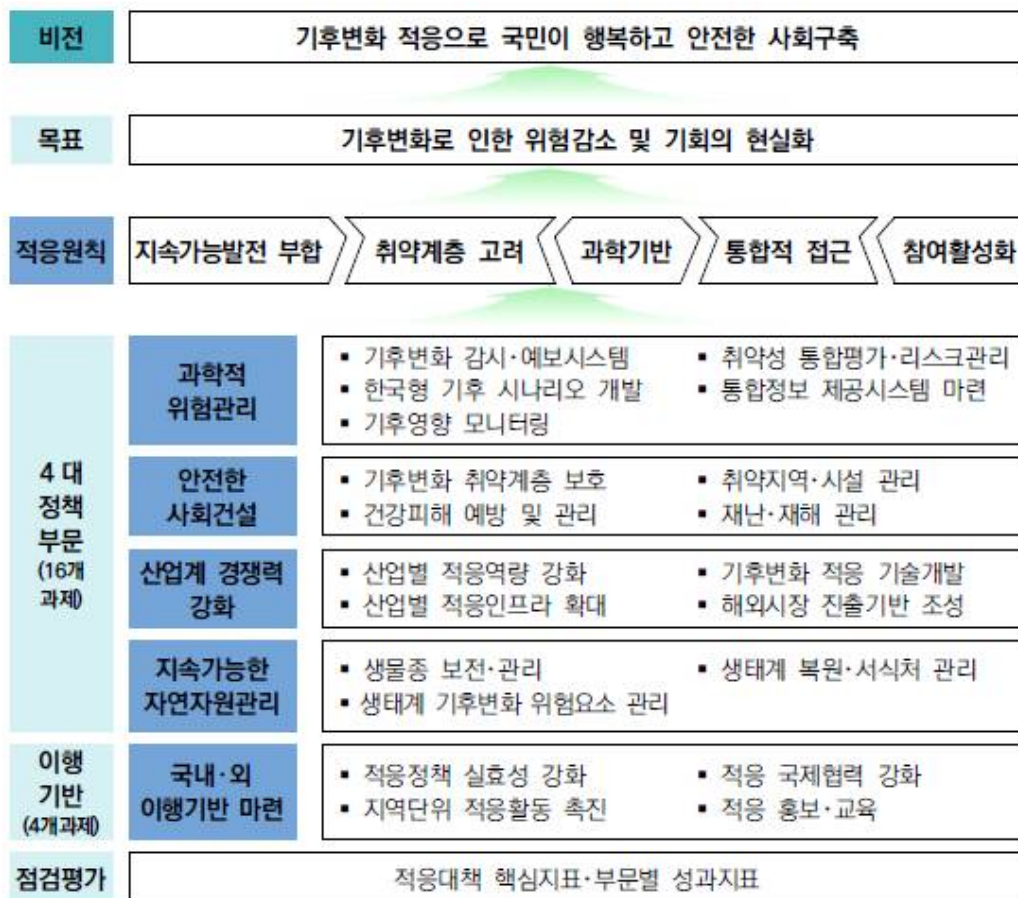 비전
기후변화 적응으로 국민이 행복하고 안전한 사회구축
목표
기후변화로 인한 위험감소 및 기회의 현실화
적응원칙
지속가능발전 부합
취약계층 고려
과학기반
통합적 접근
참여활성화
4대
정책
부문
(16개
과제)
과학적
위험관리
▪ 기후변화 감시·예보시스템
▪ 한국형 기후 시나리오 개발
▪ 기후영향 모니터링
▪ 취약성 통합평가·리스크관리
▪ 통합정보 제공시스템 마련
안전한
사회건설
▪ 기후변화 취약계층 보호
▪ 건강피해 예방 및 관리
▪ 취약지역·시설 관리
▪ 재난·재해 관리
산업계 경쟁력
강화
▪ 산업별 적응역량 강화
▪ 산업별 적응인프라 확대
▪ 기후변화 적응 기술개발
▪ 해외시장 진출기반 조성
지속가능한
자연자원관리
▪ 생물종 보전·관리
▪ 생태계 기후변화 위험요소 관리
▪ 생태계 복원·서식처 관리
이행
기반
(4개과제)
국내·외
이행기반 마련
▪ 적응정책 실효성 강화
▪ 지역단위 적응활동 촉진
▪ 적응 국제협력 강화
▪ 적응 홍보·교육
점검평가
적응대책 핵심지표·부문별 성과지표